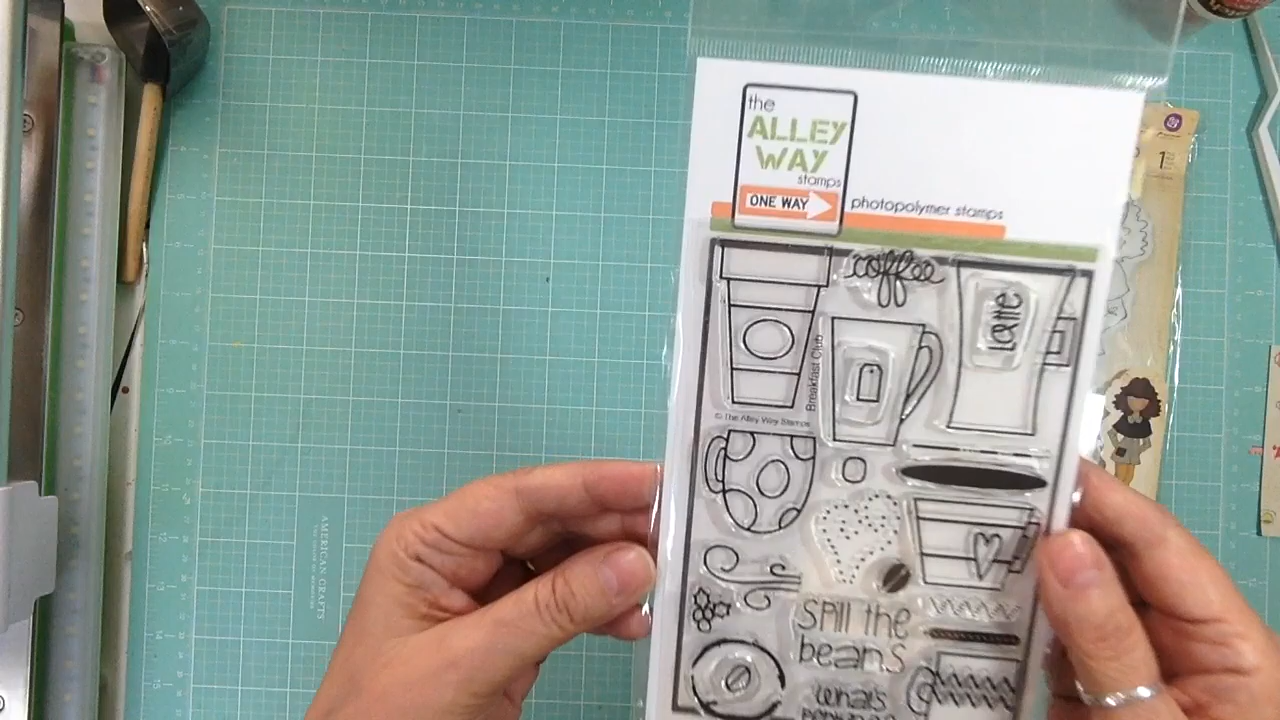 the
ALLEY
WAY
stamps
ONE WAY
photopolymer stamps
coffee
latte
Breakfast Club
© The Alley Way Stamps
spill the
beans
what's
AMERICAN CRAFTS